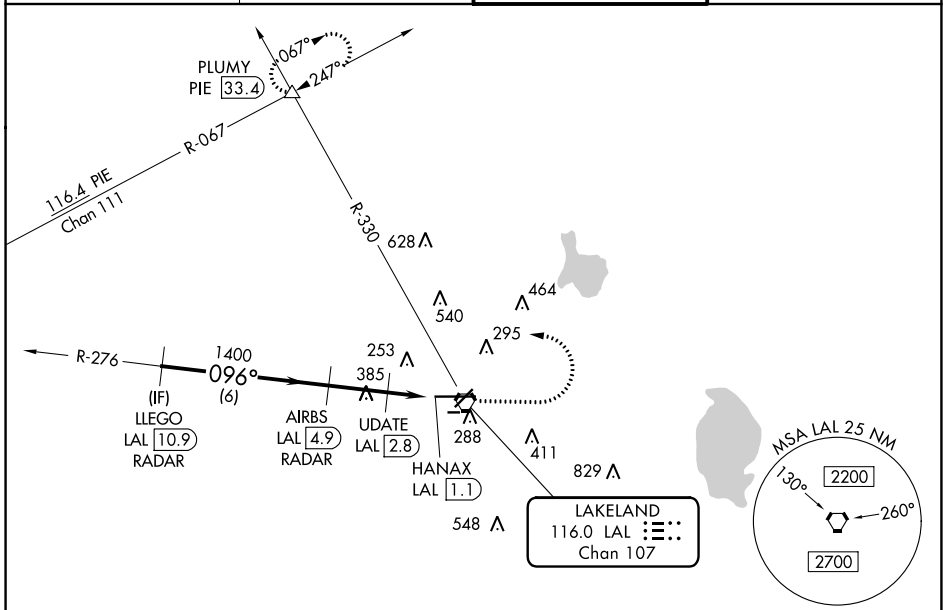 067°
247°
PLUMY
PIE 33.4
R-067
116.4 PIE
Chan 111
R-330
628
464
540
295
253
385
R-276
1400
096°
(6)
(IF)
LLEGO
LAL 10.9
RADAR
AIRBS
LAL 4.9
RADAR
UDATE
LAL 2.8
288
HANAX
LAL 1.1
411
829
548
LAKELAND
116.0 LAL
Chan 107
MSA LAL 25 NM
130°
2200
260°
2700